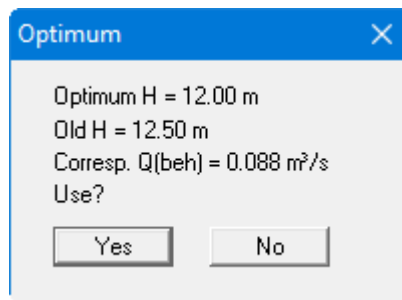 Optimum
Optimum H = 12.00 m
Old H = 12.50 m
Corresp. Q(beh) = 0.088 m³/s
Use?
Yes No